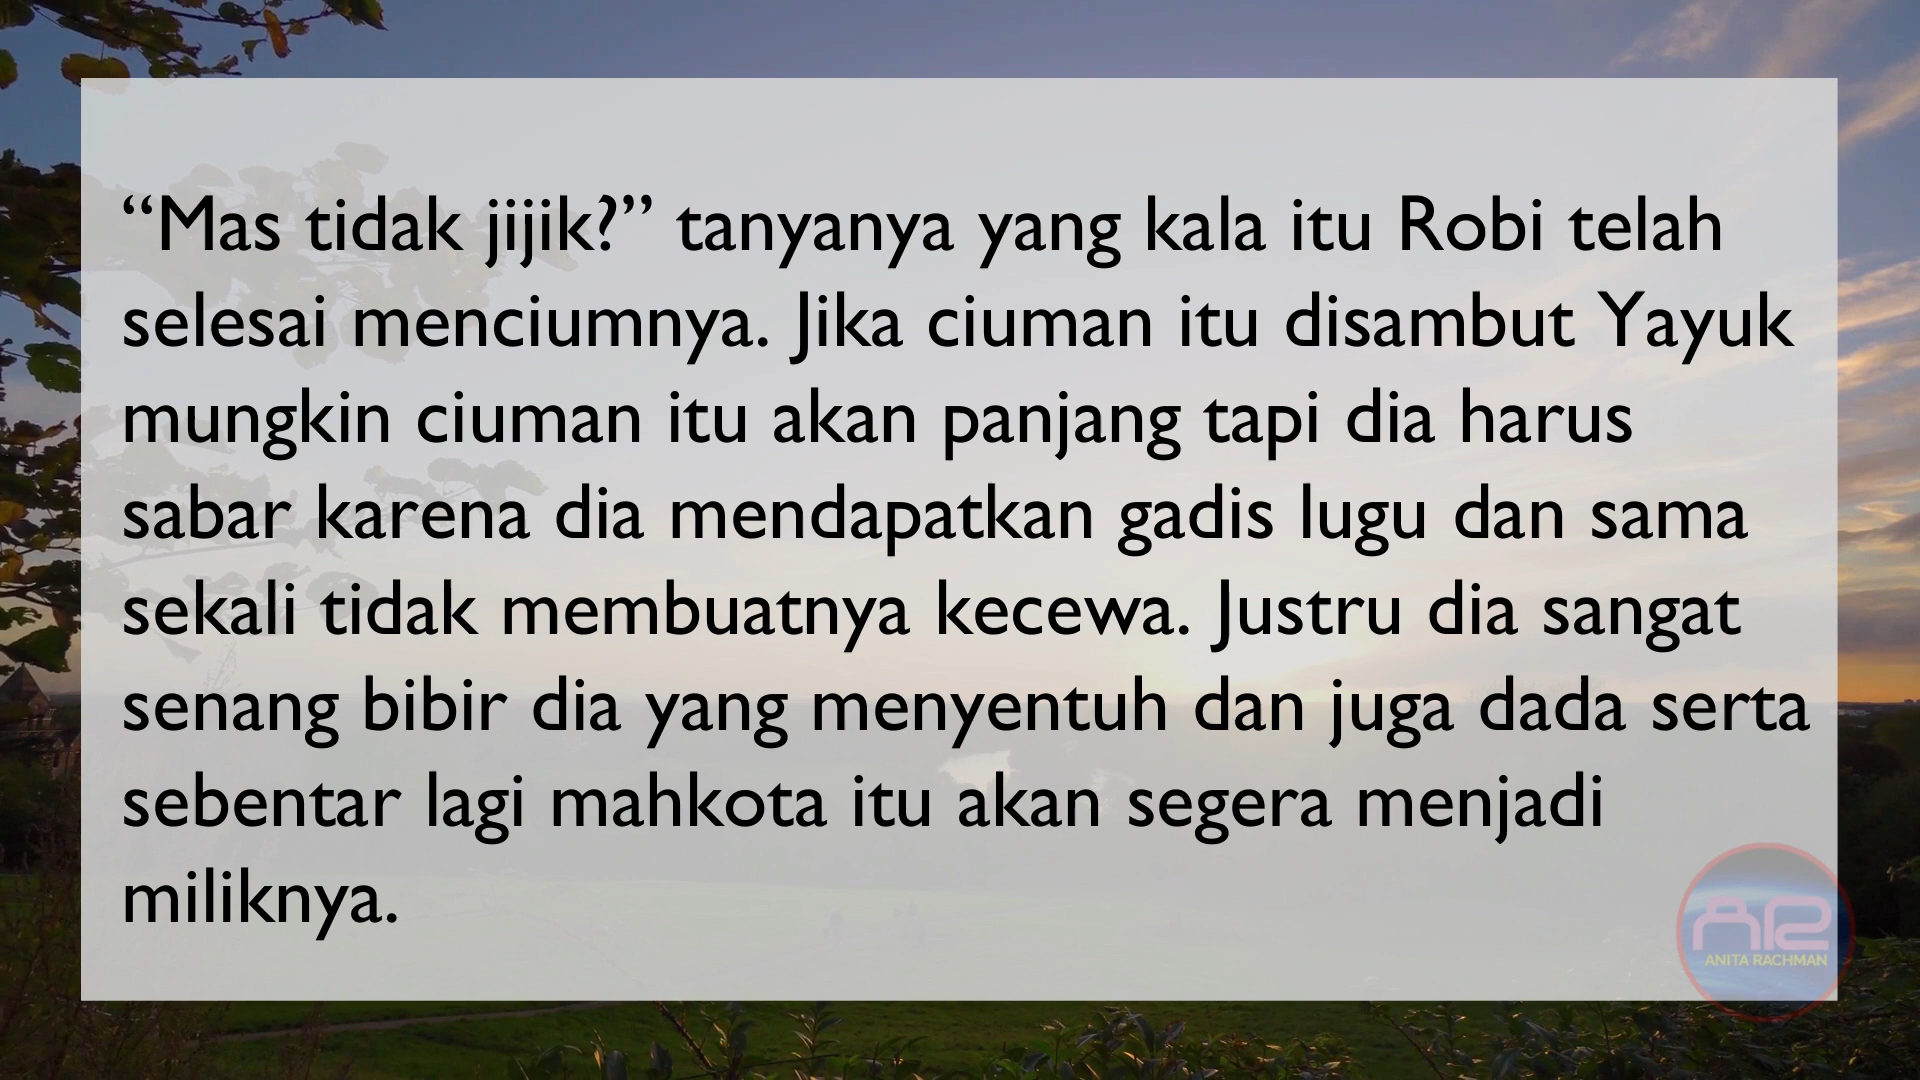 “Mas tidak jijik?” tanyanya yang kala itu Robi telah
selesai menciumnya. Jika ciuman itu disambut Yayuk
mungkin ciuman itu akan panjang tapi dia harus
sabar karena dia mendapatkan gadis lugu dan sama
sekali tidak membuatnya kecewa. Justru dia sangat
senang bibir dia yang menyentuh dan juga dada serta
sebentar lagi mahkota itu akan segera menjadi
miliknya.
AR
ANITA RACHMAN